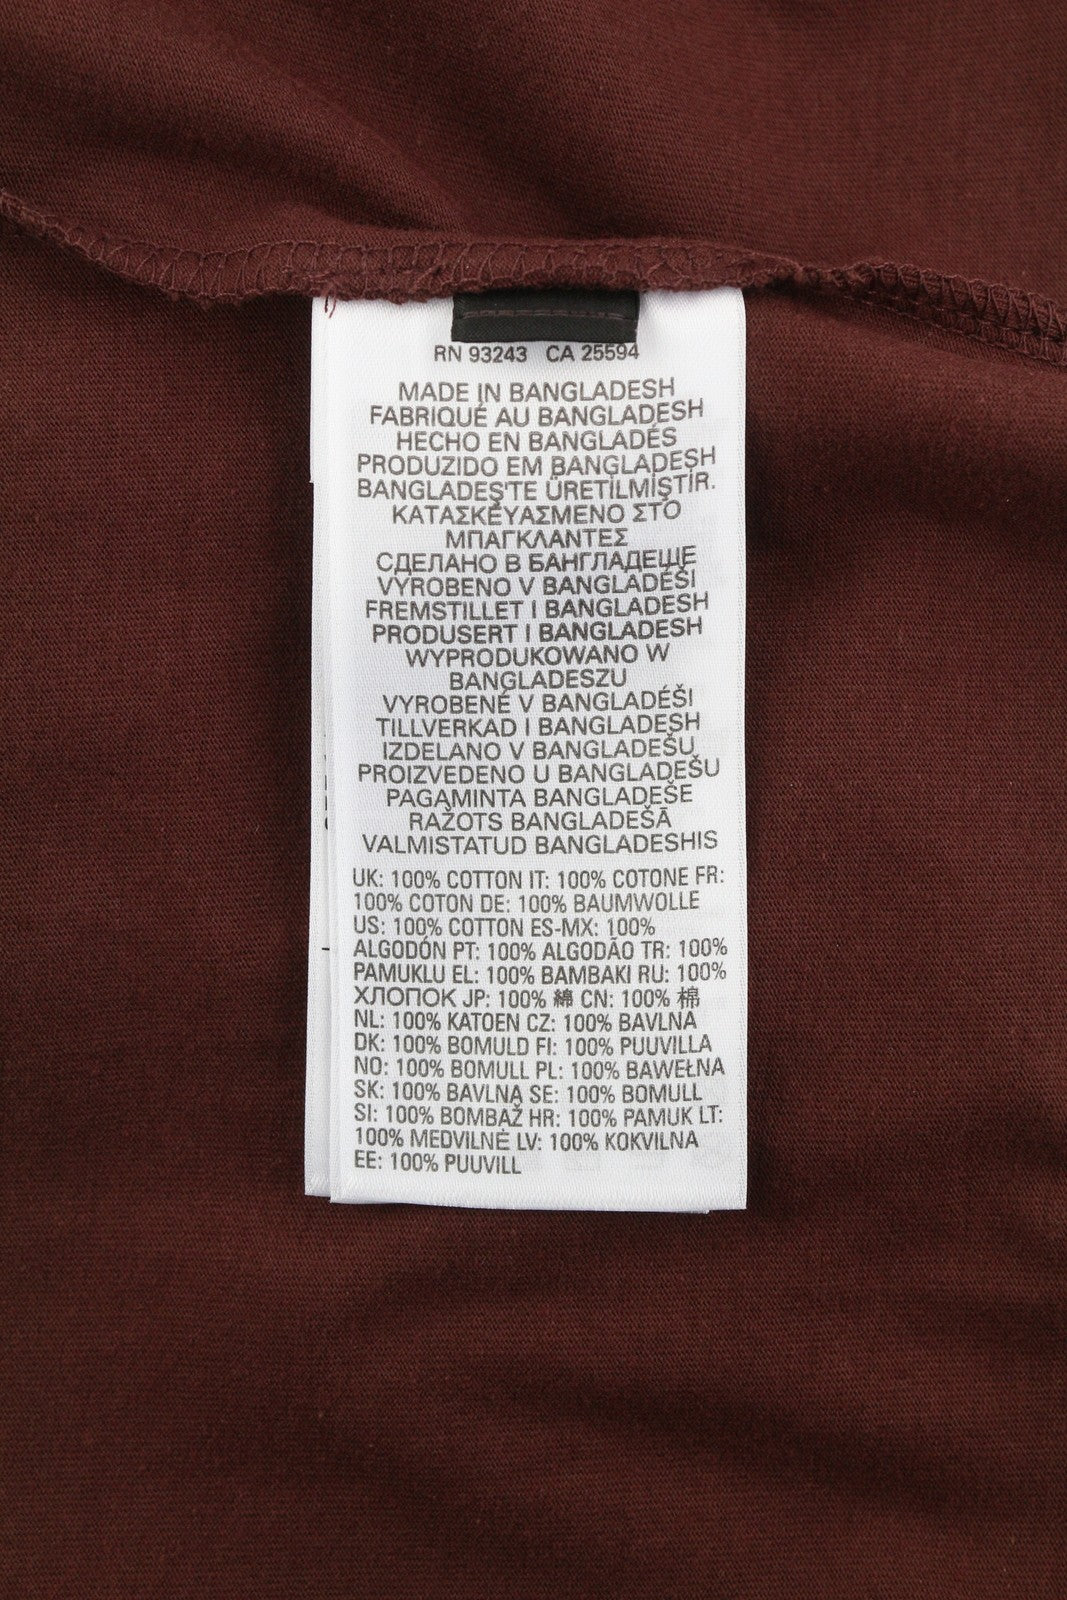 RN 93243 CA 25594
MADE IN BANGLADESH
FABRIQUÉ AU BANGLADESH
HECHO EN BANGLADÉS
PRODUZIDO EM BANGLADESH
BANGLADEŞ'TE ÜRETİLMİŞTİR.
ΚΑΤΑΣΚΕΥΑΣΜΕΝΟ ΣΤΟ
ΜΠΑΓΚΛΑΝΤΕΣ
СДЕЛАНО В БАНГЛАДЕШЕ
VYROBENO V BANGLADÉŠI
FREMSTILLET I BANGLADESH
PRODUSERT I BANGLADESH
WYPRODUKOWANO W
BANGLADESZU
VYROBENÉ V BANGLADÉŠI
TILLVERKAD I BANGLADESH
IZDELANO V BANGLADEŠU
PROIZVEDENO U BANGLADEŠU
PAGAMINTA BANGLADEŠE
RAŽOTS BANGLADEŠĀ
VALMISTATUD BANGLADESHIS
UK: 100% COTTON IT: 100% COTONE FR:
100% COTON DE: 100% BAUMWOLLE
US: 100% COTTON ES-MX: 100%
ALGODÓN PT: 100% ALGODÃO TR: 100%
PAMUKLU EL: 100% ΒΑΜΒΑΚΙ RU: 100%
ХЛОПОК JP: 100% 綿 CN: 100% 棉
NL: 100% KATOEN CZ: 100% BAVLNA
DK: 100% BOMULD FI: 100% PUUVILLA
NO: 100% BOMULL PL: 100% BAWEŁNA
SK: 100% BAVLNA SE: 100% BOMULL
SI: 100% BOMBAŽ HR: 100% PAMUK LT:
100% MEDVILNĖ LV: 100% KOKVILNA
EE: 100% PUUVILL